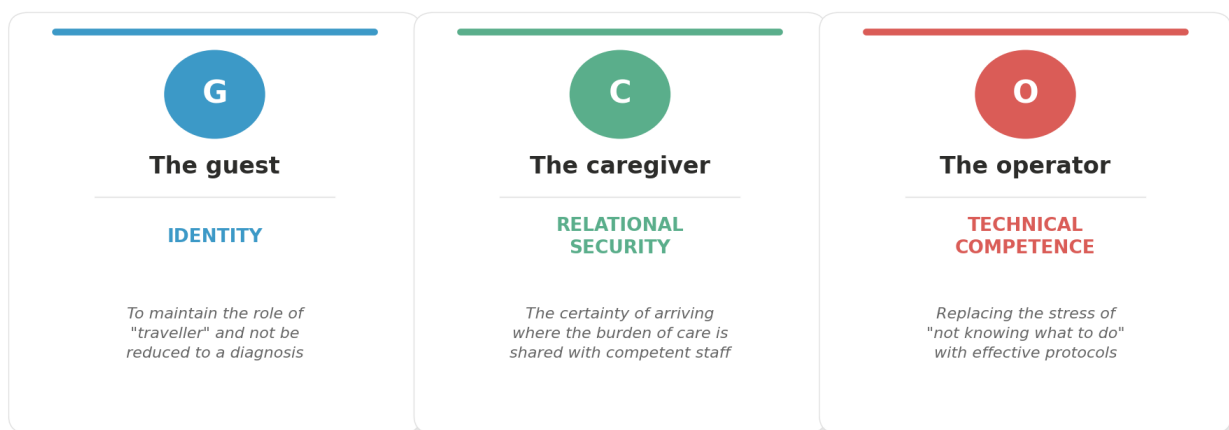 G
The guest
IDENTITY
To maintain the role of
"traveller" and not be
reduced to a diagnosis
C
The caregiver
RELATIONAL
SECURITY
The certainty of arriving
where the burden of care is
shared with competent staff
O
The operator
TECHNICAL
COMPETENCE
Replacing the stress of
"not knowing what to do"
with effective protocols